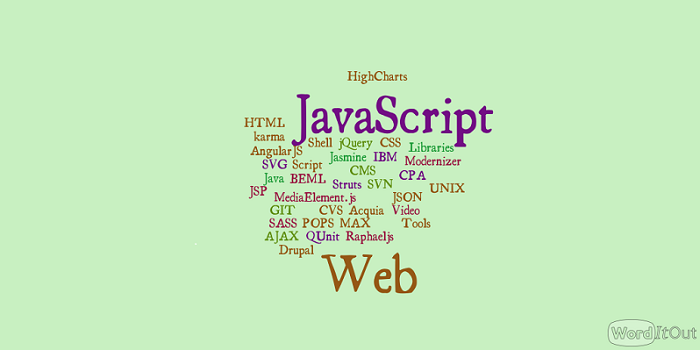 HighCharts
JavaScript
HTML
karma Shell jQuery CSS Libraries
AngularJS Jasmine IBM Modernizer
SVG Script CMS CPA
Java BEML Struts SVN UNIX
JSP MediaElement.js JSON
GIT CVS Acquia Video
SASS POPS MAX Tools
AJAX QUnit Raphaeljs
Drupal
Web
WordItOut